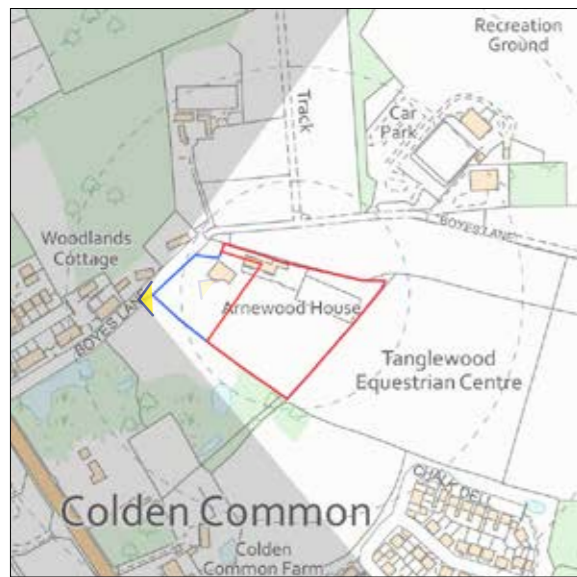 Recreation
Ground
Track
Car
Park
BOYES LANE
Woodlands
Cottage
Arnewood House
BOYES LANE
Tanglewood
Equestrian Centre
CHALK DELL
Colden Common
Colden
Common Farm